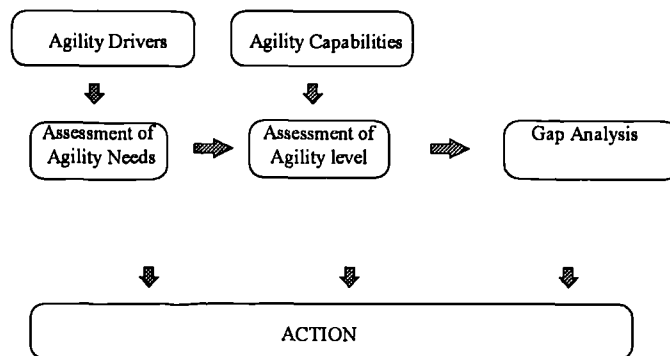 Agility Drivers
Agility Capabilities
Assessment of
Agility Needs
Assessment of
Agility level
Gap Analysis
ACTION